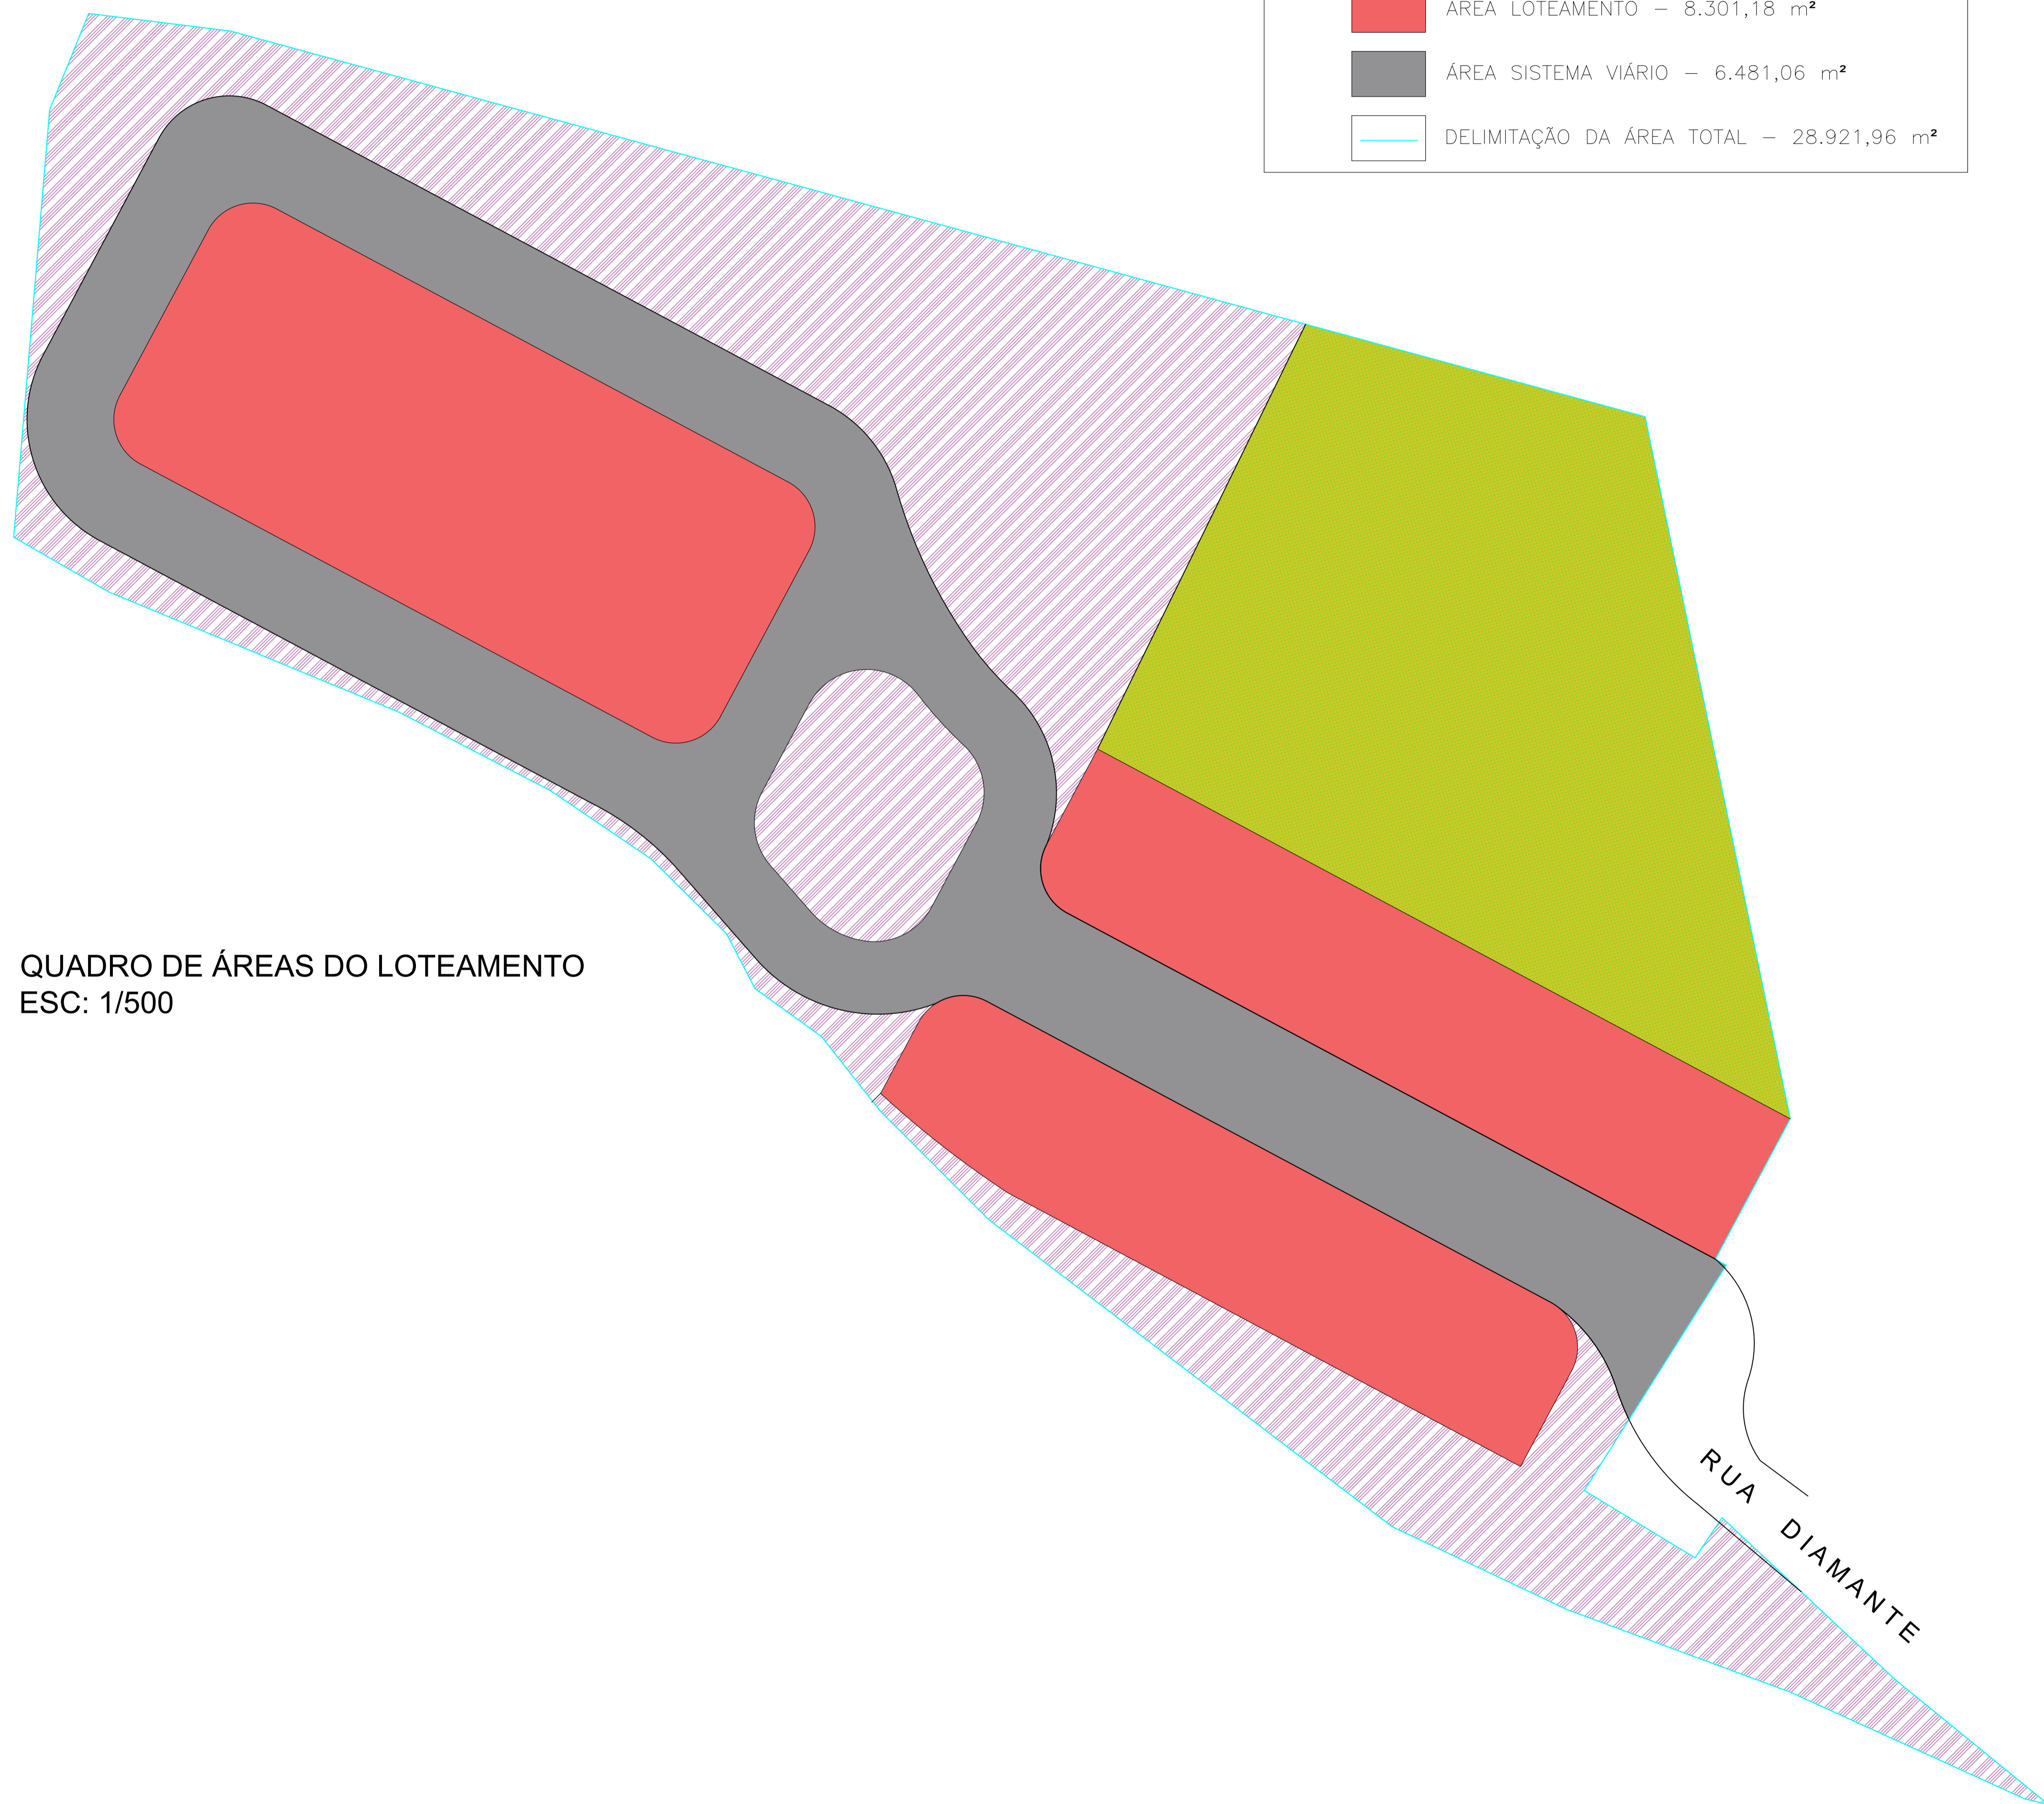 ÁREA LOTEAMENTO – 8.301,18 m²
ÁREA SISTEMA VIÁRIO – 6.481,06 m²
DELIMITAÇÃO DA ÁREA TOTAL – 28.921,96 m²
QUADRO DE ÁREAS DO LOTEAMENTO
ESC: 1/500
RUA DIAMANTE